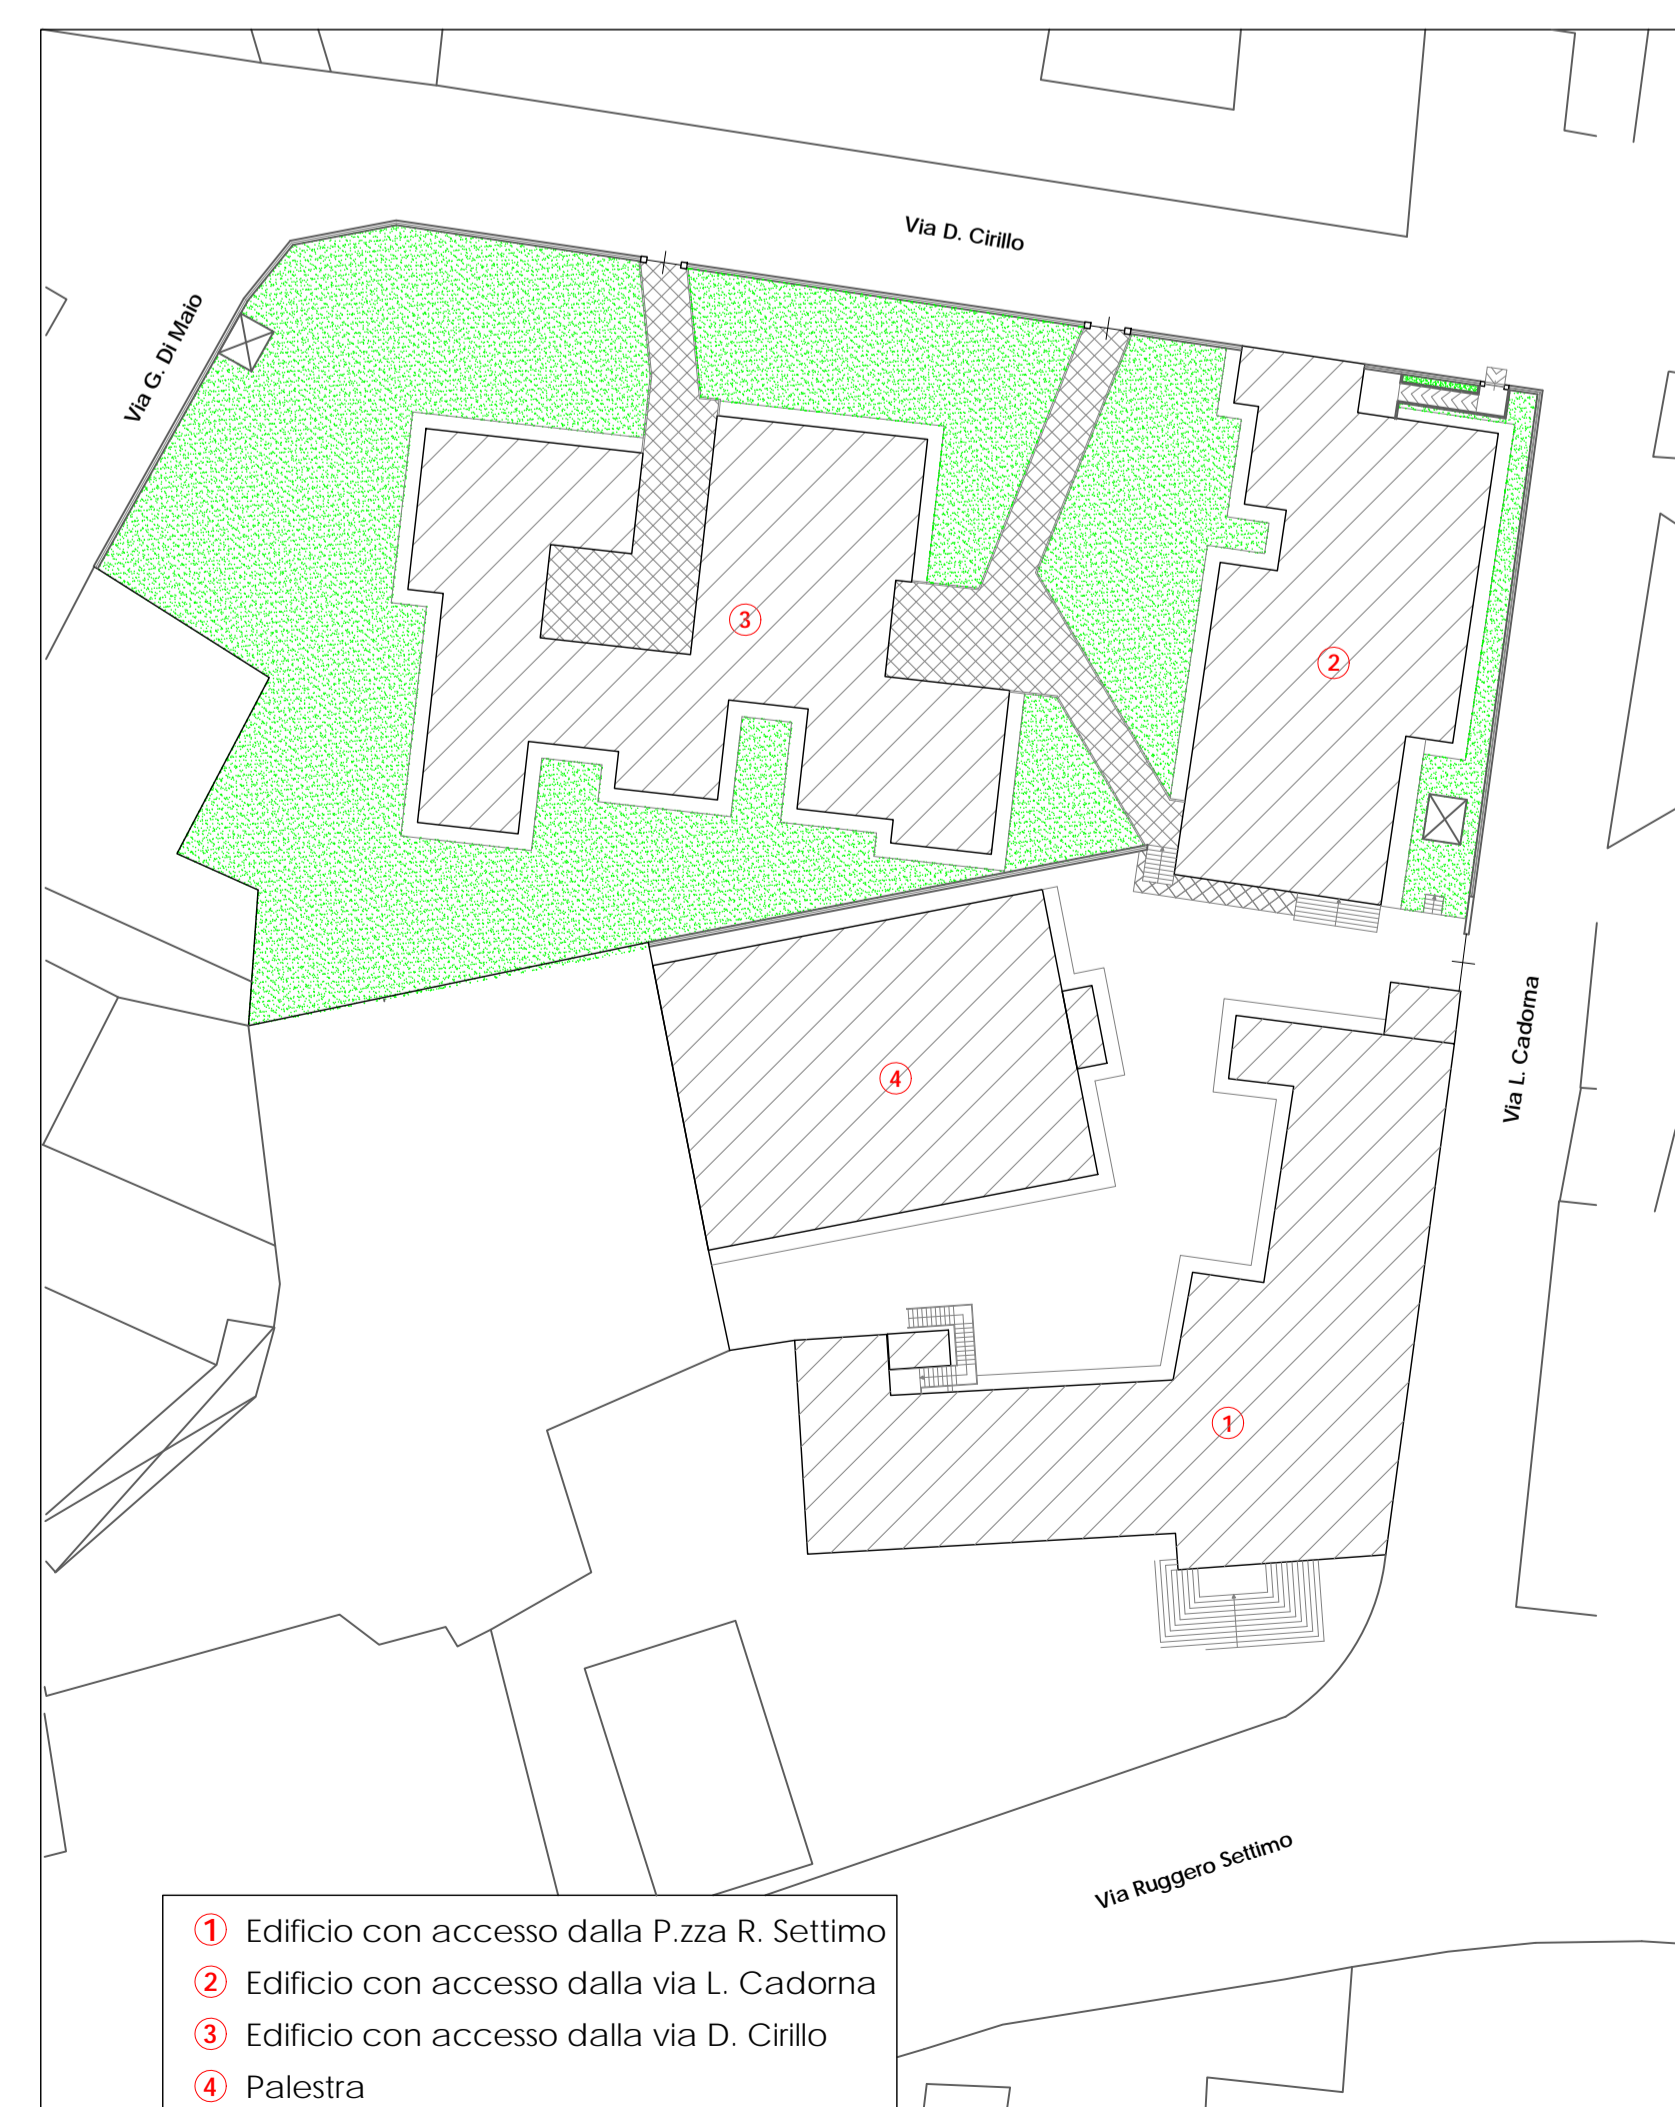 Via D. Cirillo
Via G. Di Maio
3
2
Via L. Cadorna
4
1
Via Ruggero Settimo
1 Edificio con accesso dalla P.zza R. Settimo
2 Edificio con accesso dalla via L. Cadorna
3 Edificio con accesso dalla via D. Cirillo
4 Palestra